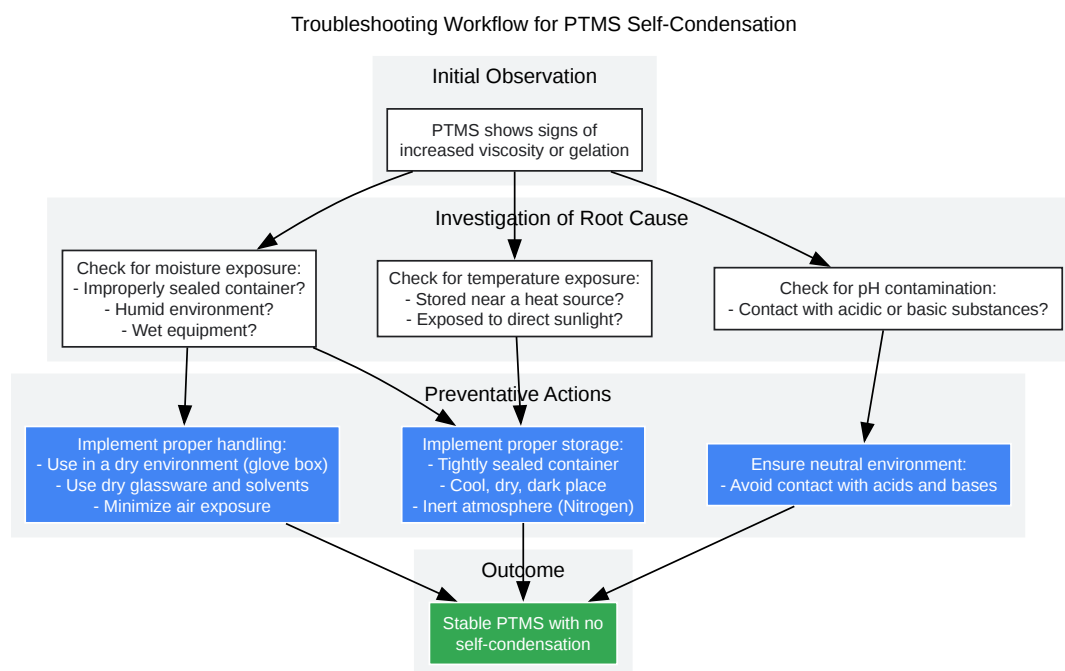 Troubleshooting Workflow for PTMS Self-Condensation
Initial Observation
PTMS shows signs of
increased viscosity or gelation
Investigation of Root Cause
Check for moisture exposure:
- Improperly sealed container?
- Humid environment?
- Wet equipment?
Check for temperature exposure:
- Stored near a heat source?
- Exposed to direct sunlight?
Check for pH contamination:
- Contact with acidic or basic substances?
Preventative Actions
Implement proper handling:
- Use in a dry environment (glove box)
- Use dry glassware and solvents
- Minimize air exposure
Implement proper storage:
- Tightly sealed container
- Cool, dry, dark place
- Inert atmosphere (Nitrogen)
Ensure neutral environment:
- Avoid contact with acids and bases
Outcome
Stable PTMS with no
self-condensation